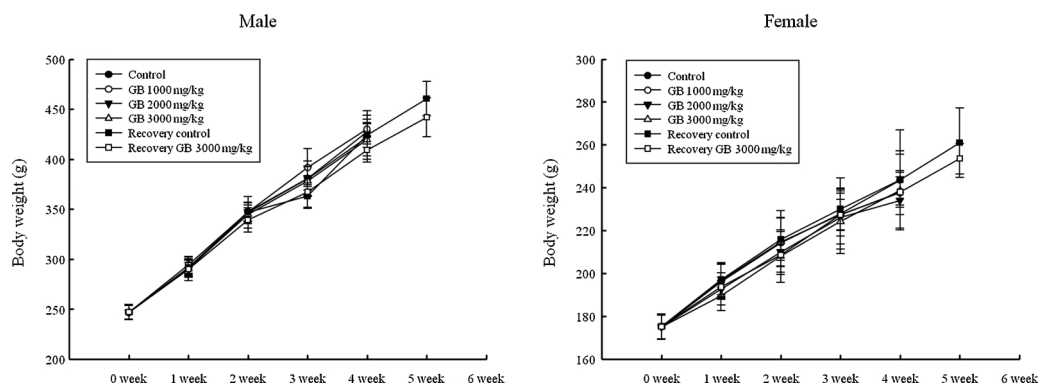 Male
Body weight (g)
500
450
400
350
300
250
200
Control
GB 1000 mg/kg
GB 2000 mg/kg
GB 3000 mg/kg
Recovery control
Recovery GB 3000 mg/kg
0 week 1 week 2 week 3 week 4 week 5 week 6 week
Female
Body weight (g)
300
280
260
240
220
200
180
160
Control
GB 1000 mg/kg
GB 2000 mg/kg
GB 3000 mg/kg
Recovery control
Recovery GB 3000 mg/kg
0 week 1 week 2 week 3 week 4 week 5 week 6 week